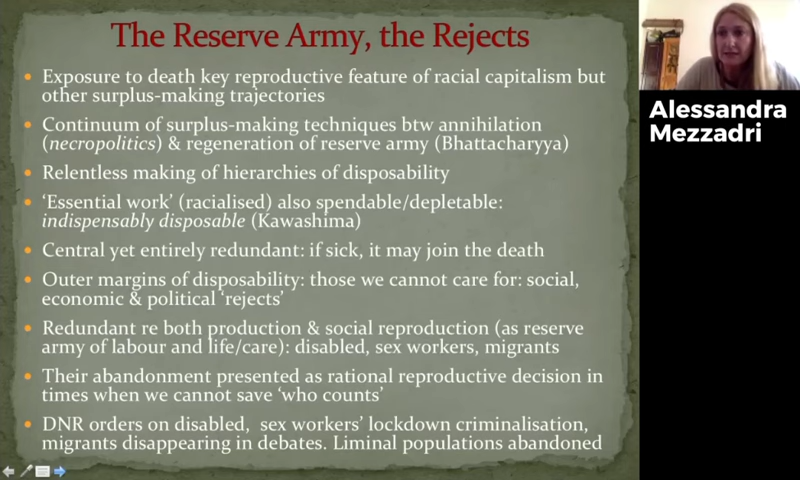 The Reserve Army, the Rejects
Exposure to death key reproductive feature of racial capitalism but
other surplus-making trajectories
Continuum of surplus-making techniques btw annihilation
(necropolitics) & regeneration of reserve army (Bhattacharyya)
Relentless making of hierarchies of disposability
'Essential work' (racialised) also spendable/depletable:
indispensably disposable (Kawashima)
Central yet entirely redundant: if sick, it may join the death
Outer margins of disposability: those we cannot care for: social,
economic & political 'rejects'
Redundant re both production & social reproduction (as reserve
army of labour and life/care): disabled, sex workers, migrants
Their abandonment presented as rational reproductive decision in
times when we cannot save 'who counts'
DNR orders on disabled, sex workers' lockdown criminalisation,
migrants disappearing in debates. Liminal populations abandoned
Alessandra
Mezzadri